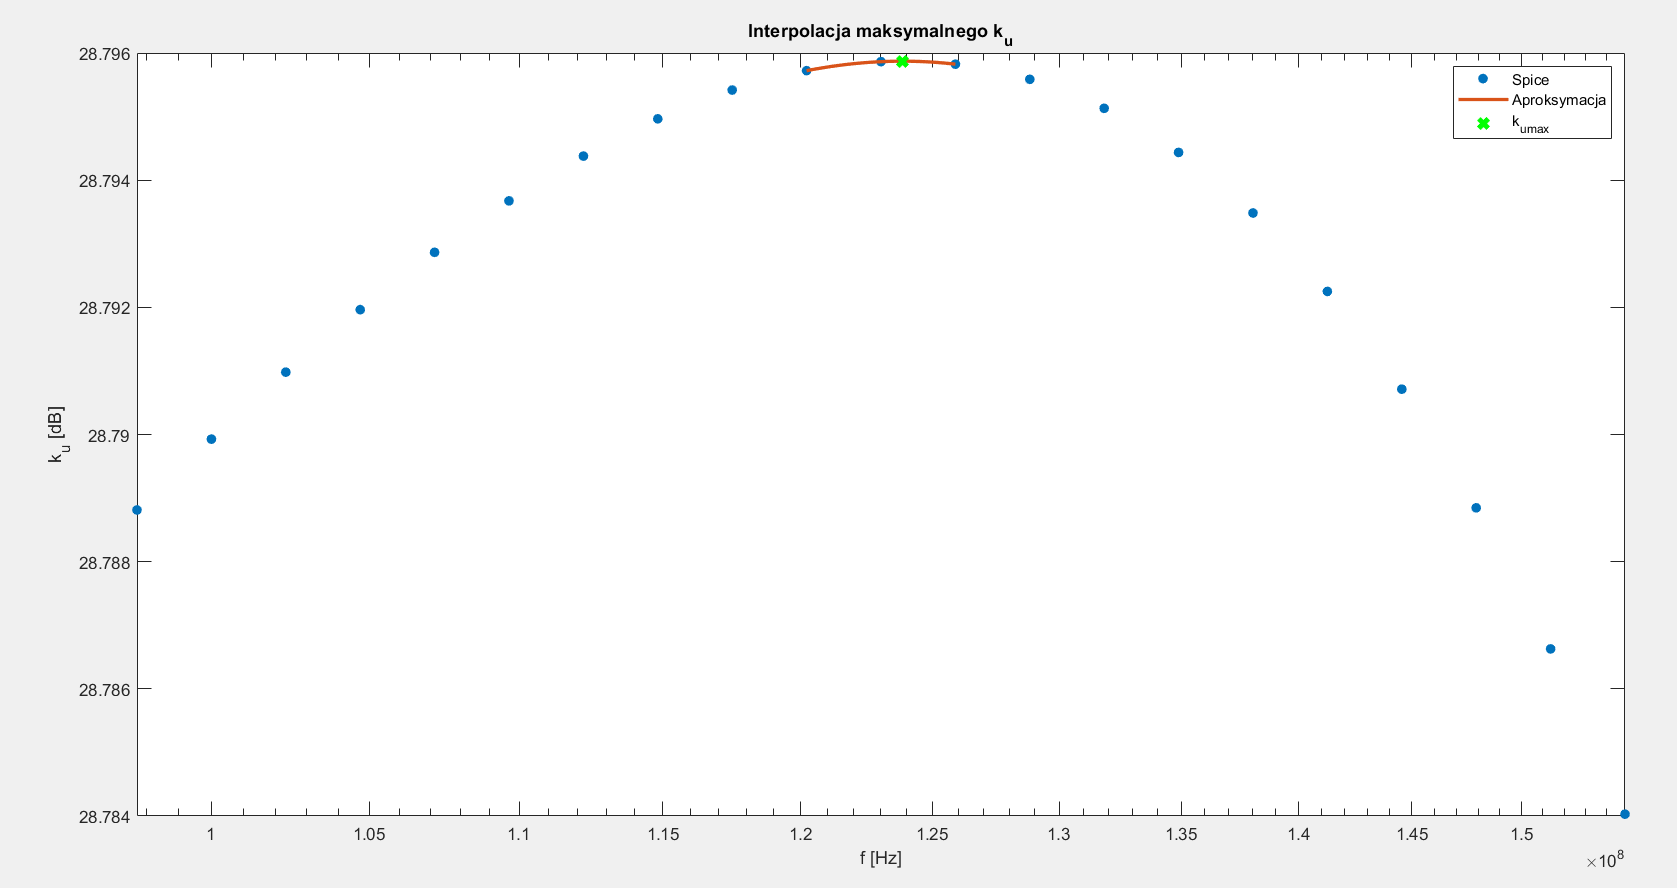 Interpolacja maksymalnego k_u
28.796
28.794
28.792
28.79
28.788
28.786
28.784
k_u [dB]
Spice
Aproksymacja
k_umax
1 1.05 1.1 1.15 1.2 1.25 1.3 1.35 1.4 1.45 1.5
×10^8
f [Hz]